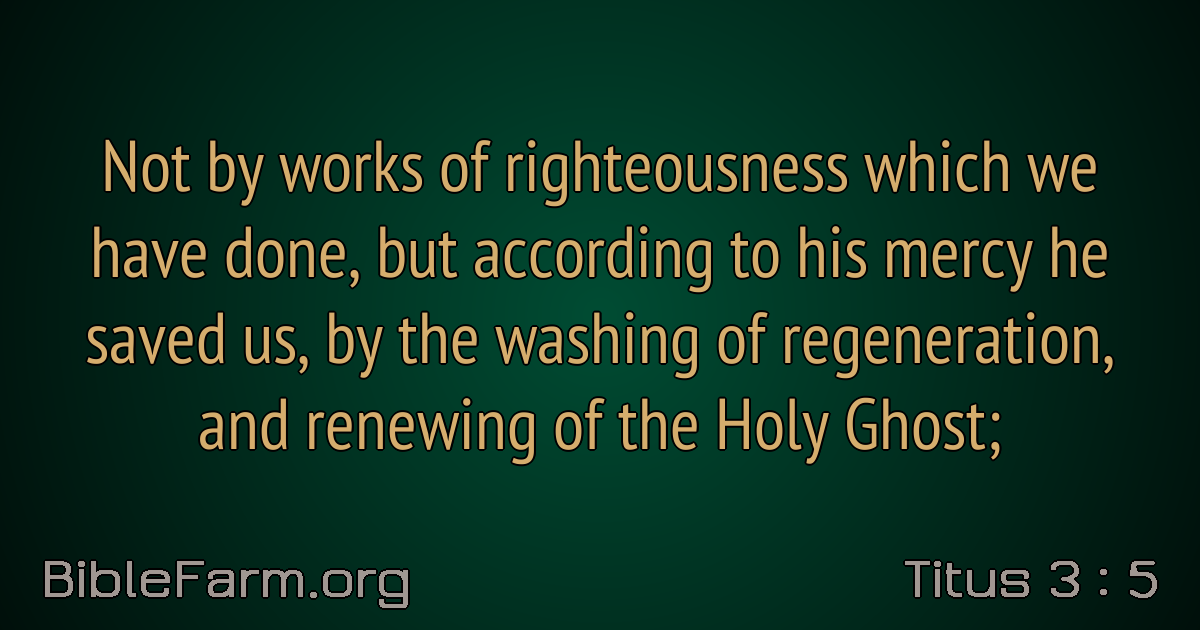 Not by works of righteousness which we
have done, but according to his mercy he
saved us, by the washing of regeneration,
and renewing of the Holy Ghost;
BibleFarm.org
Titus 3 : 5